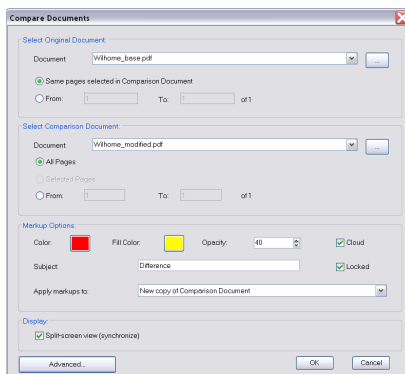 Compare Documents
Select Original Document:
Document Wilhome_base.pdf ...
Same pages selected in Comparison Document
From: 1 To: 1 of 1
Select Comparison Document:
Document Wilhome_modified.pdf ...
All Pages
Selected Pages
From: 1 To: 1 of 1
Markup Options:
Color: Fill Color: Opacity: 40 Cloud
Subject: Difference Locked
Apply markups to: New copy of Comparison Document
Display:
Split-screen view (synchronize)
Advanced... OK Cancel